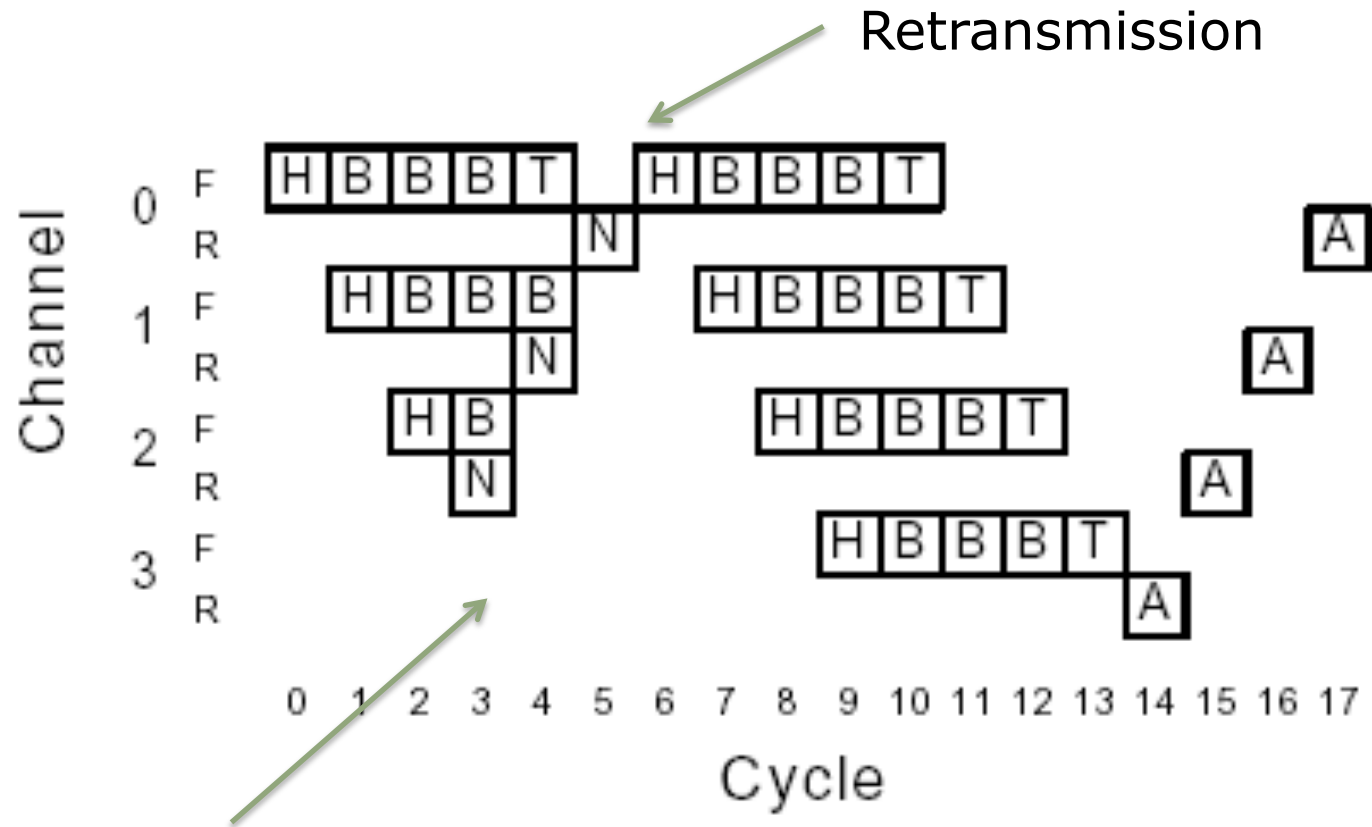 Retransmission
H B B B T H B B B T
0 F
R N A
H B B B H B B B T
1 F
R N A
H B H B B B T
2 F
R N A
H B B B T
3 F
R A
Channel
0 1 2 3 4 5 6 7 8 9 10 11 12 13 14 15 16 17
Cycle